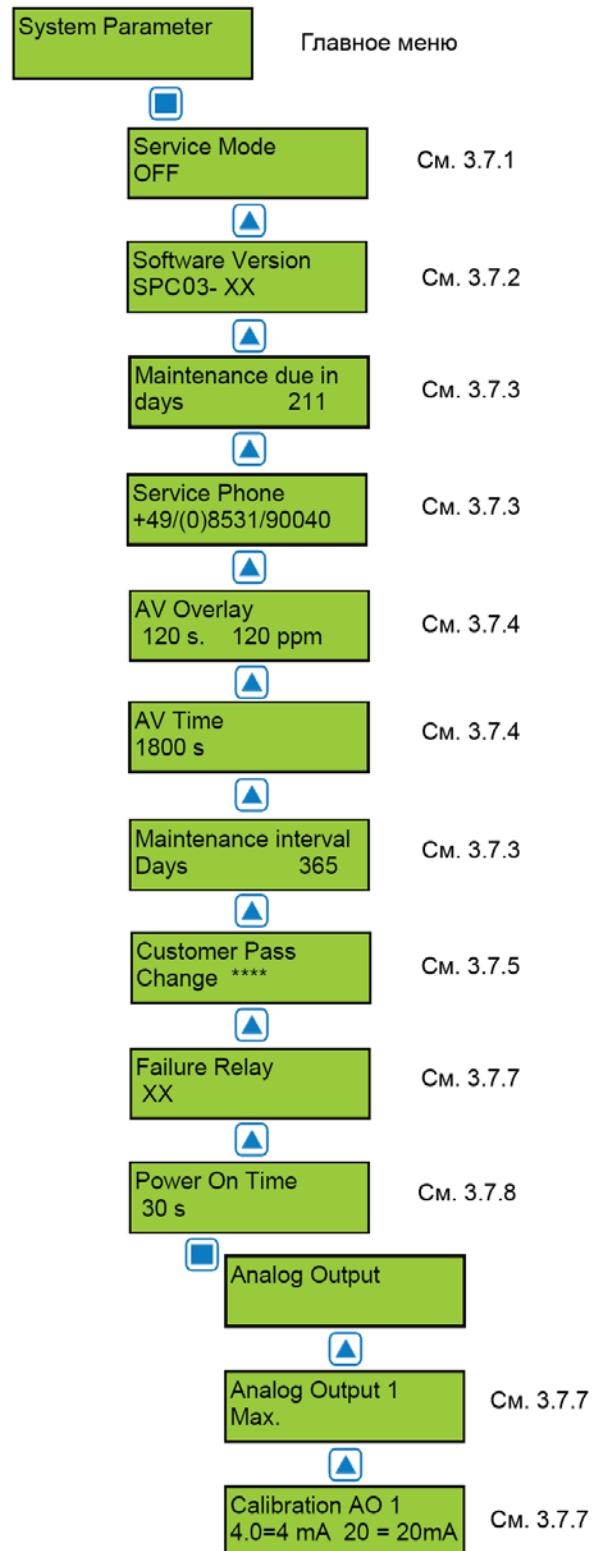 System Parameter
Главное меню
Service Mode
OFF
См. 3.7.1
Software Version
SPC03- XX
См. 3.7.2
Maintenance due in
days 211
См. 3.7.3
Service Phone
+49/(0)8531/90040
См. 3.7.3
AV Overlay
120 s. 120 ppm
См. 3.7.4
AV Time
1800 s
См. 3.7.4
Maintenance interval
Days 365
См. 3.7.3
Customer Pass
Change ****
См. 3.7.5
Failure Relay
XX
См. 3.7.7
Power On Time
30 s
См. 3.7.8
Analog Output
Analog Output 1
Max.
См. 3.7.7
Calibration AO 1
4.0=4 mA 20 = 20mA
См. 3.7.7